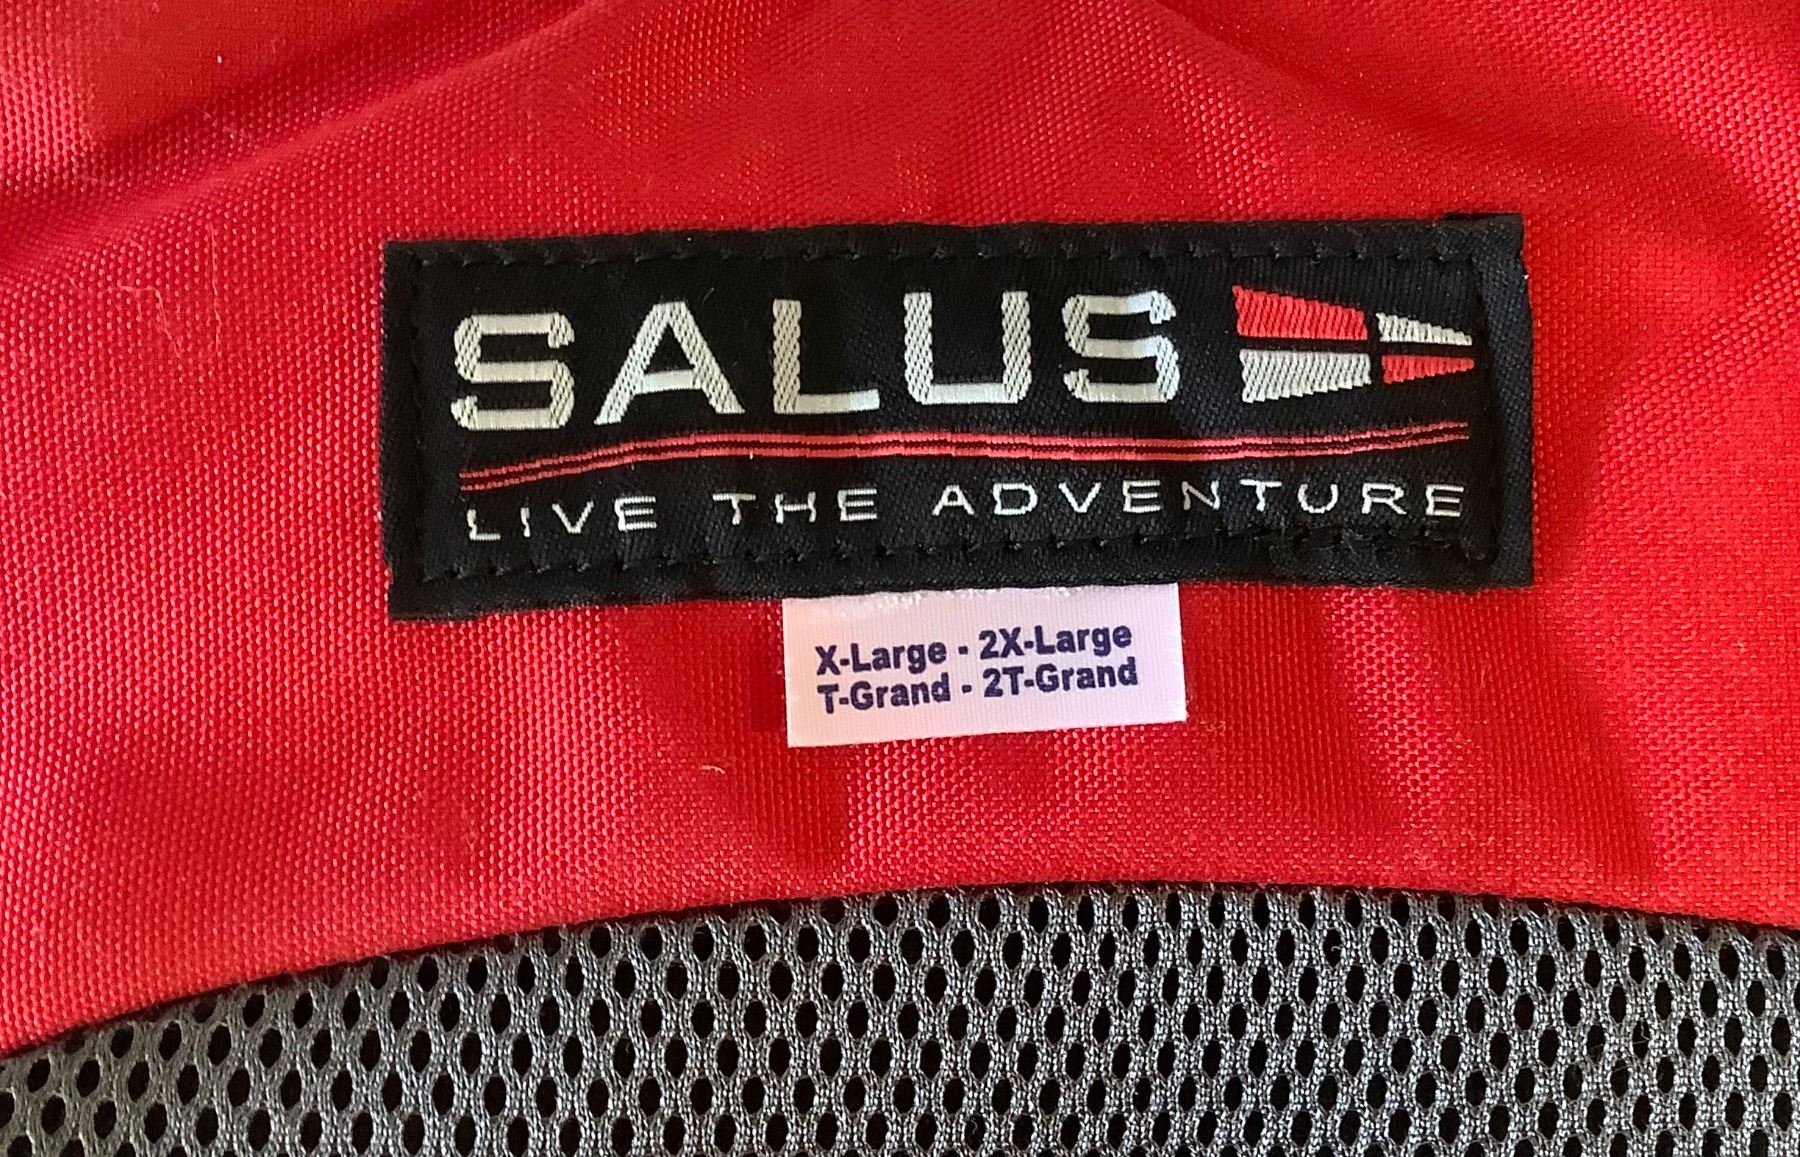 SALUS
LIVE THE ADVENTURE
X-Large - 2X-Large
T-Grand - 2T-Grand